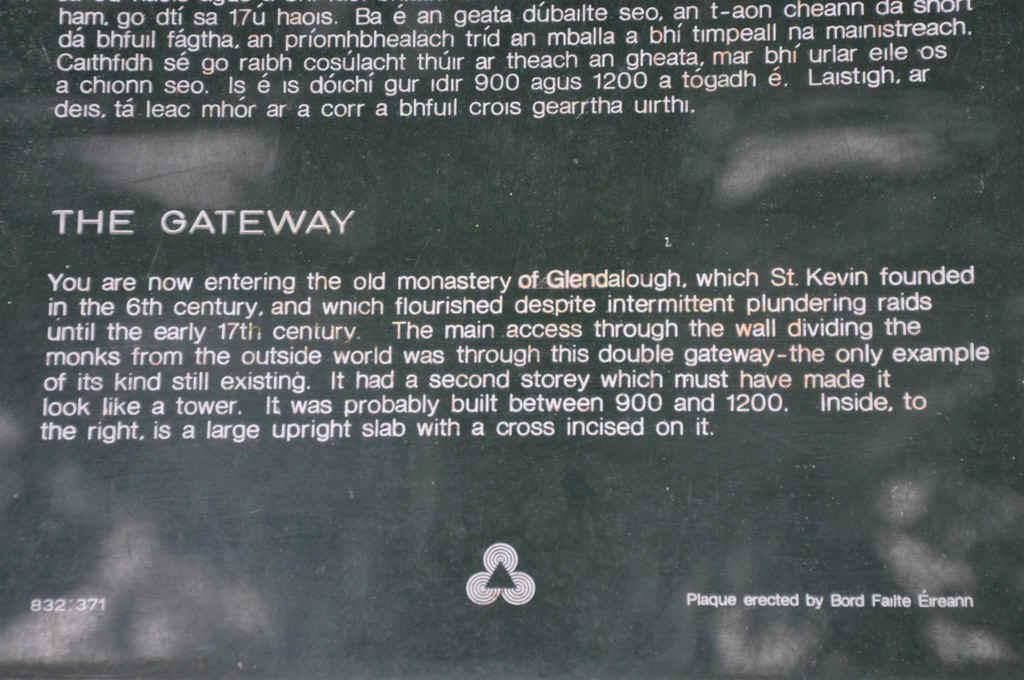 ham, go dtí sa 17ú haois. Ba é an geata dúbailte seo, an t-aon cheann dá shórt
dá bhfuil fágtha, an príomhbhealach tríd an mballa a bhí timpeall na mainistreach.
Caithfidh sé go raibh cosúlacht thúir ar theach an gheata, mar bhí urlar eile os
a chionn seo. Is é is dóichí gur idir 900 agus 1200 a tógadh é. Laistigh, ar
deis, tá leac mhór ar a corr a bhfuil crois gearrtha uirthi.
THE GATEWAY
You are now entering the old monastery of Glendalough, which St. Kevin founded
in the 6th century, and which flourished despite intermittent plundering raids
until the early 17th century. The main access through the wall dividing the
monks from the outside world was through this double gateway-the only example
of its kind still existing. It had a second storey which must have made it
look like a tower. It was probably built between 900 and 1200. Inside, to
the right, is a large upright slab with a cross incised on it.
832:371
Plaque erected by Bord Failte Éireann